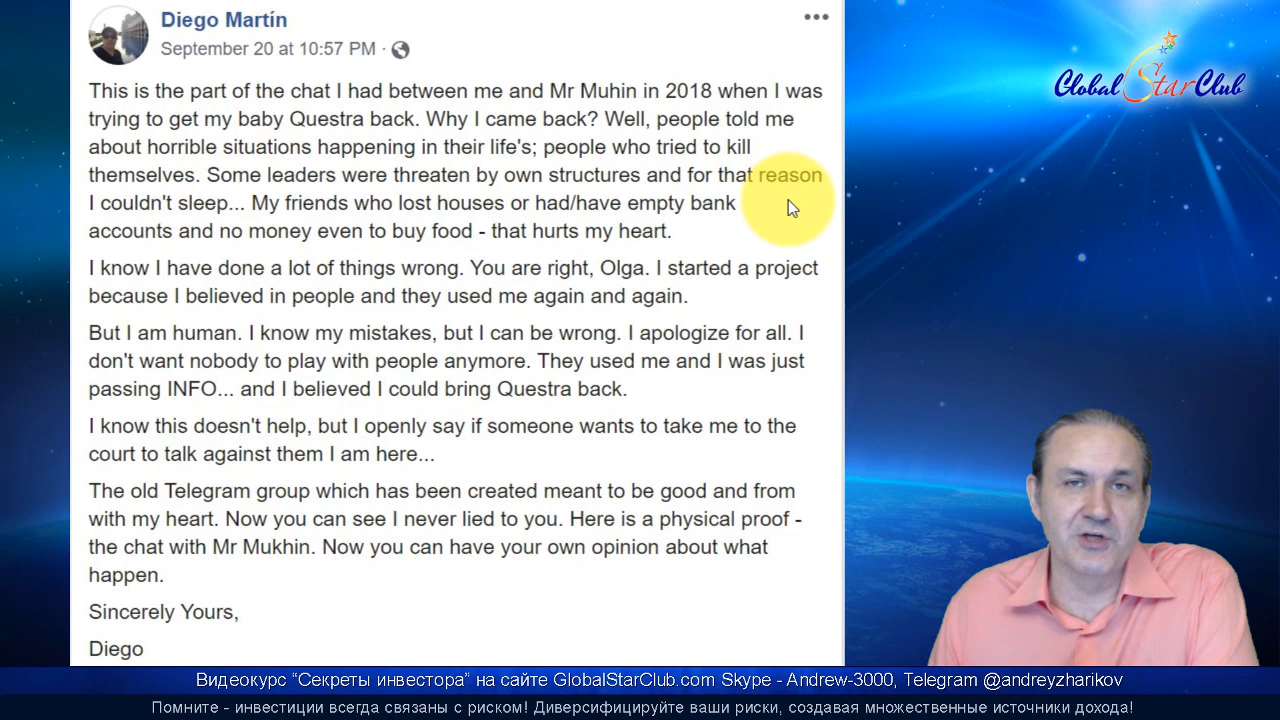 Diego Martín
September 20 at 10:57 PM ·
This is the part of the chat I had between me and Mr Muhin in 2018 when I was
trying to get my baby Questra back. Why I came back? Well, people told me
about horrible situations happening in their life's; people who tried to kill
themselves. Some leaders were threaten by own structures and for that reason
I couldn't sleep... My friends who lost houses or had/have empty bank
accounts and no money even to buy food - that hurts my heart.
I know I have done a lot of things wrong. You are right, Olga. I started a project
because I believed in people and they used me again and again.
But I am human. I know my mistakes, but I can be wrong. I apologize for all. I
don't want nobody to play with people anymore. They used me and I was just
passing INFO... and I believed I could bring Questra back.
I know this doesn't help, but I openly say if someone wants to take me to the
court to talk against them I am here...
The old Telegram group which has been created meant to be good and from
with my heart. Now you can see I never lied to you. Here is a physical proof -
the chat with Mr Mukhin. Now you can have your own opinion about what
happen.
Sincerely Yours,
Diego
Global Star Club
Видеокурс "Секреты инвестора" на сайте GlobalStarClub.com Skype - Andrew-3000, Telegram @andreyzharikov
Помните - инвестиции всегда связаны с риском! Диверсифицируйте ваши риски, создавая множественные источники дохода!